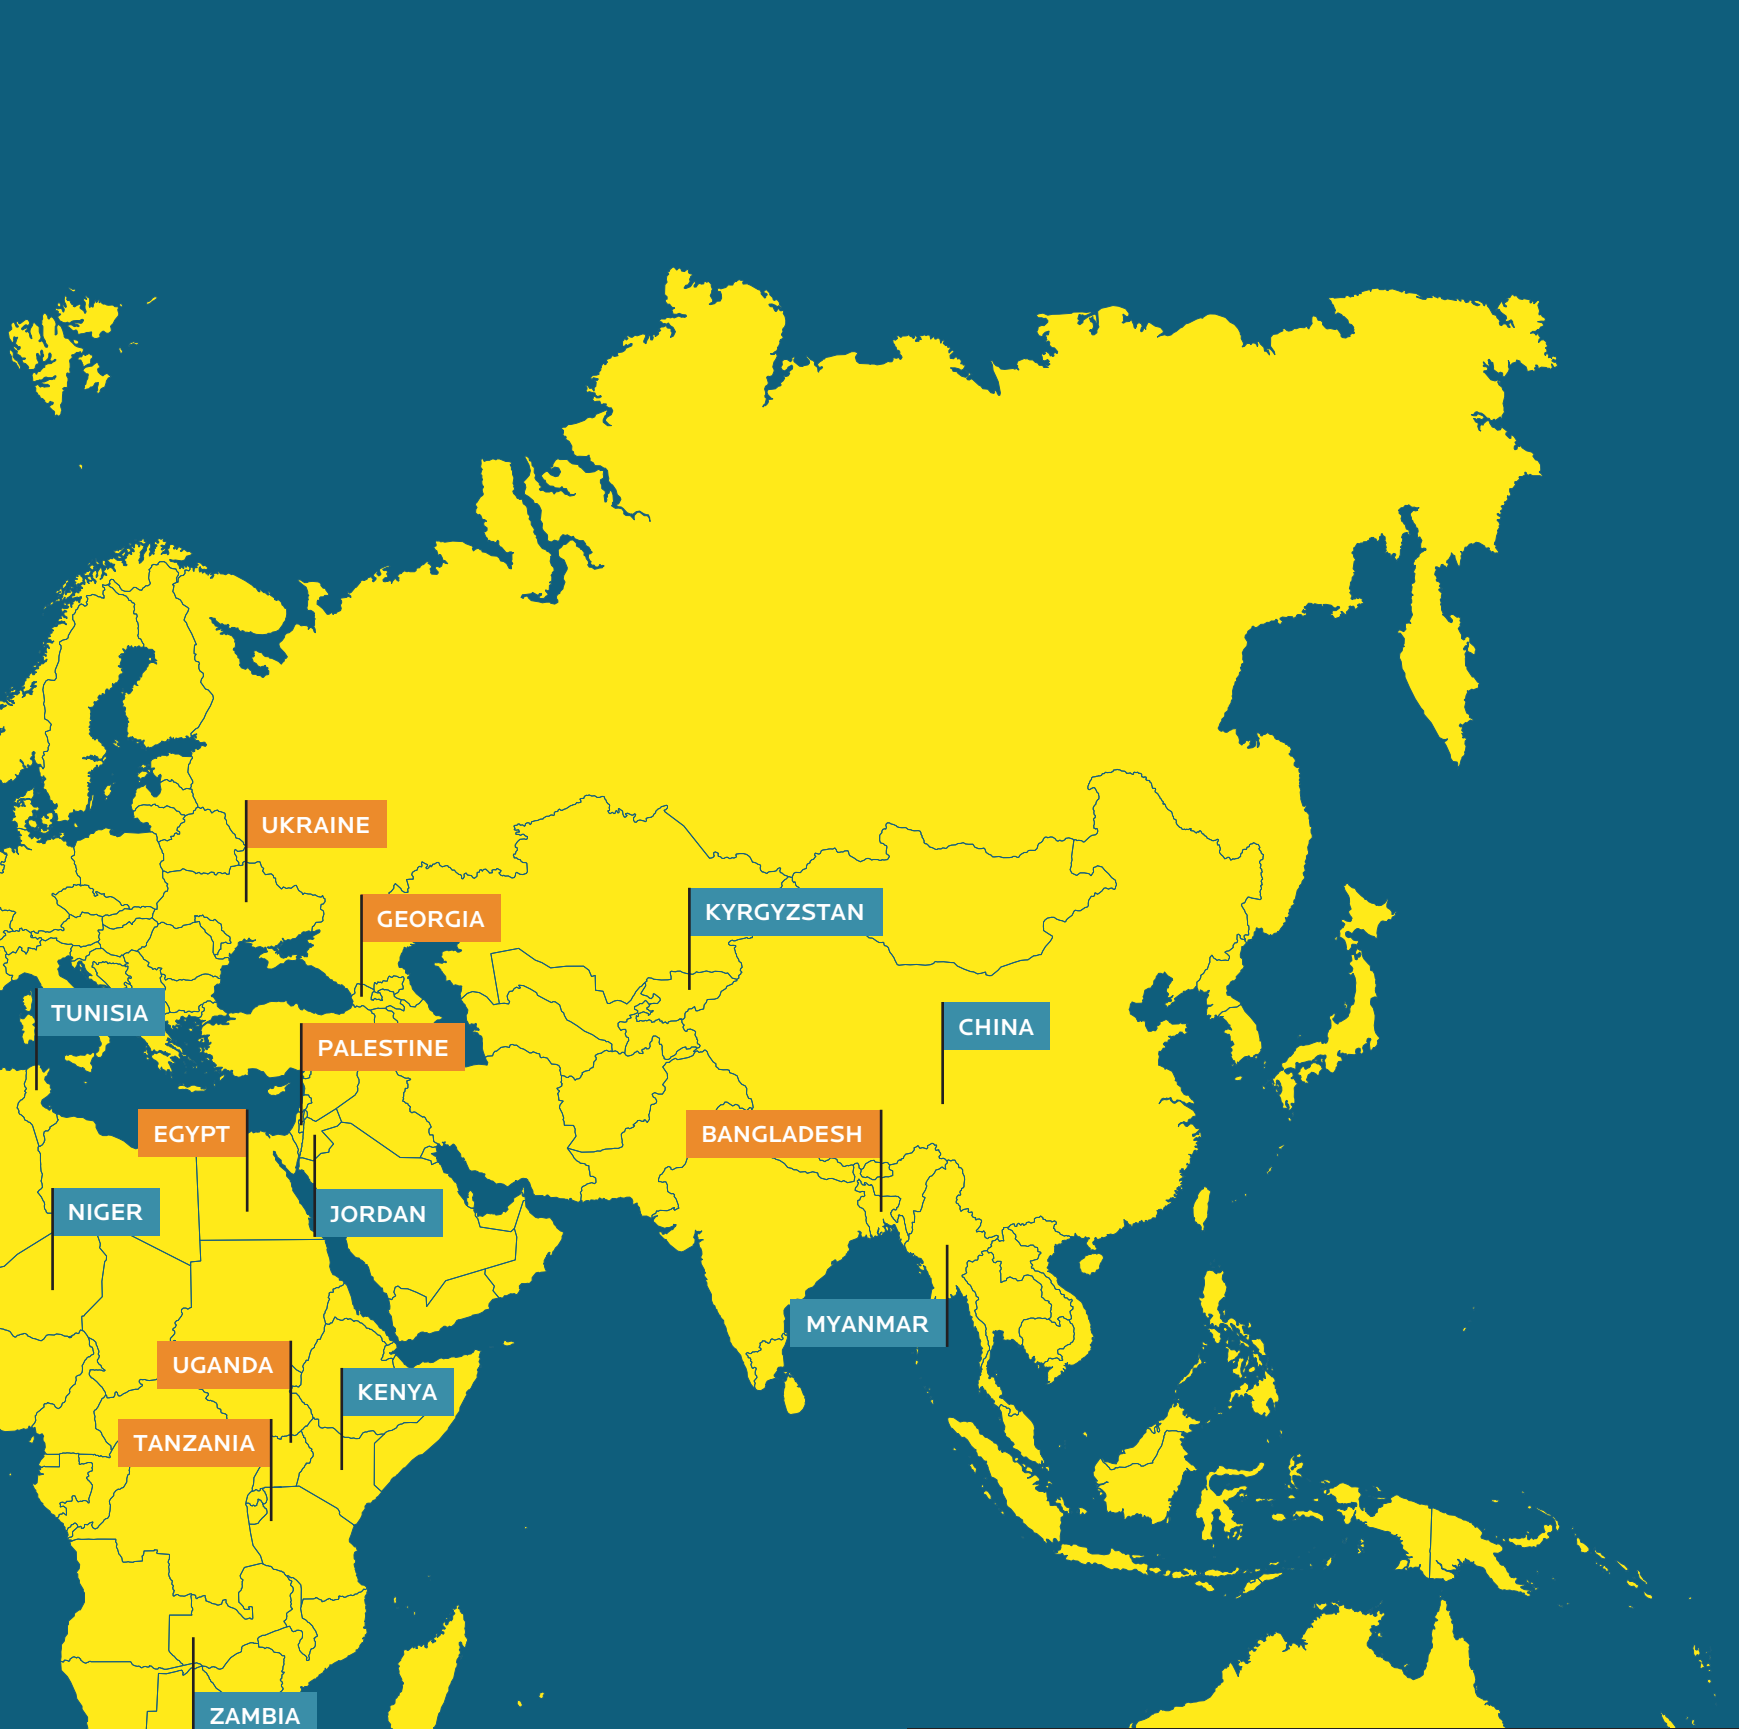 UKRAINE
KYRGYZSTAN
GEORGIA
TUNISIA
CHINA
PALESTINE
EGYPT
BANGLADESH
NIGER
JORDAN
MYANMAR
UGANDA
KENYA
TANZANIA
ZAMBIA